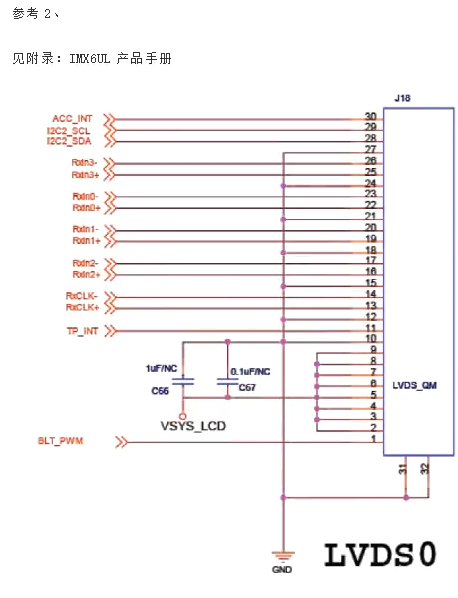 参考 2、
见附录：IMX6UL 产品手册
J18
ACC_INT 30
I2C2_SCL 29
I2C2_SDA 28
27
RxIn3- 26
RxIn3+ 25
24
RxIn0- 23
RxIn0+ 22
21
RxIn1- 20
RxIn1+ 19
18
RxIn2- 17
RxIn2+ 16
15
RxCLK- 14
RxCLK+ 13
12
TP_INT 11
10
9
1uF/NC 0.1uF/NC 8
7
C56 C57 6 LVDS_QM
5
4
VSYS_LCD 3
2
BLT_PWM 1
31 32
GND LVDS0